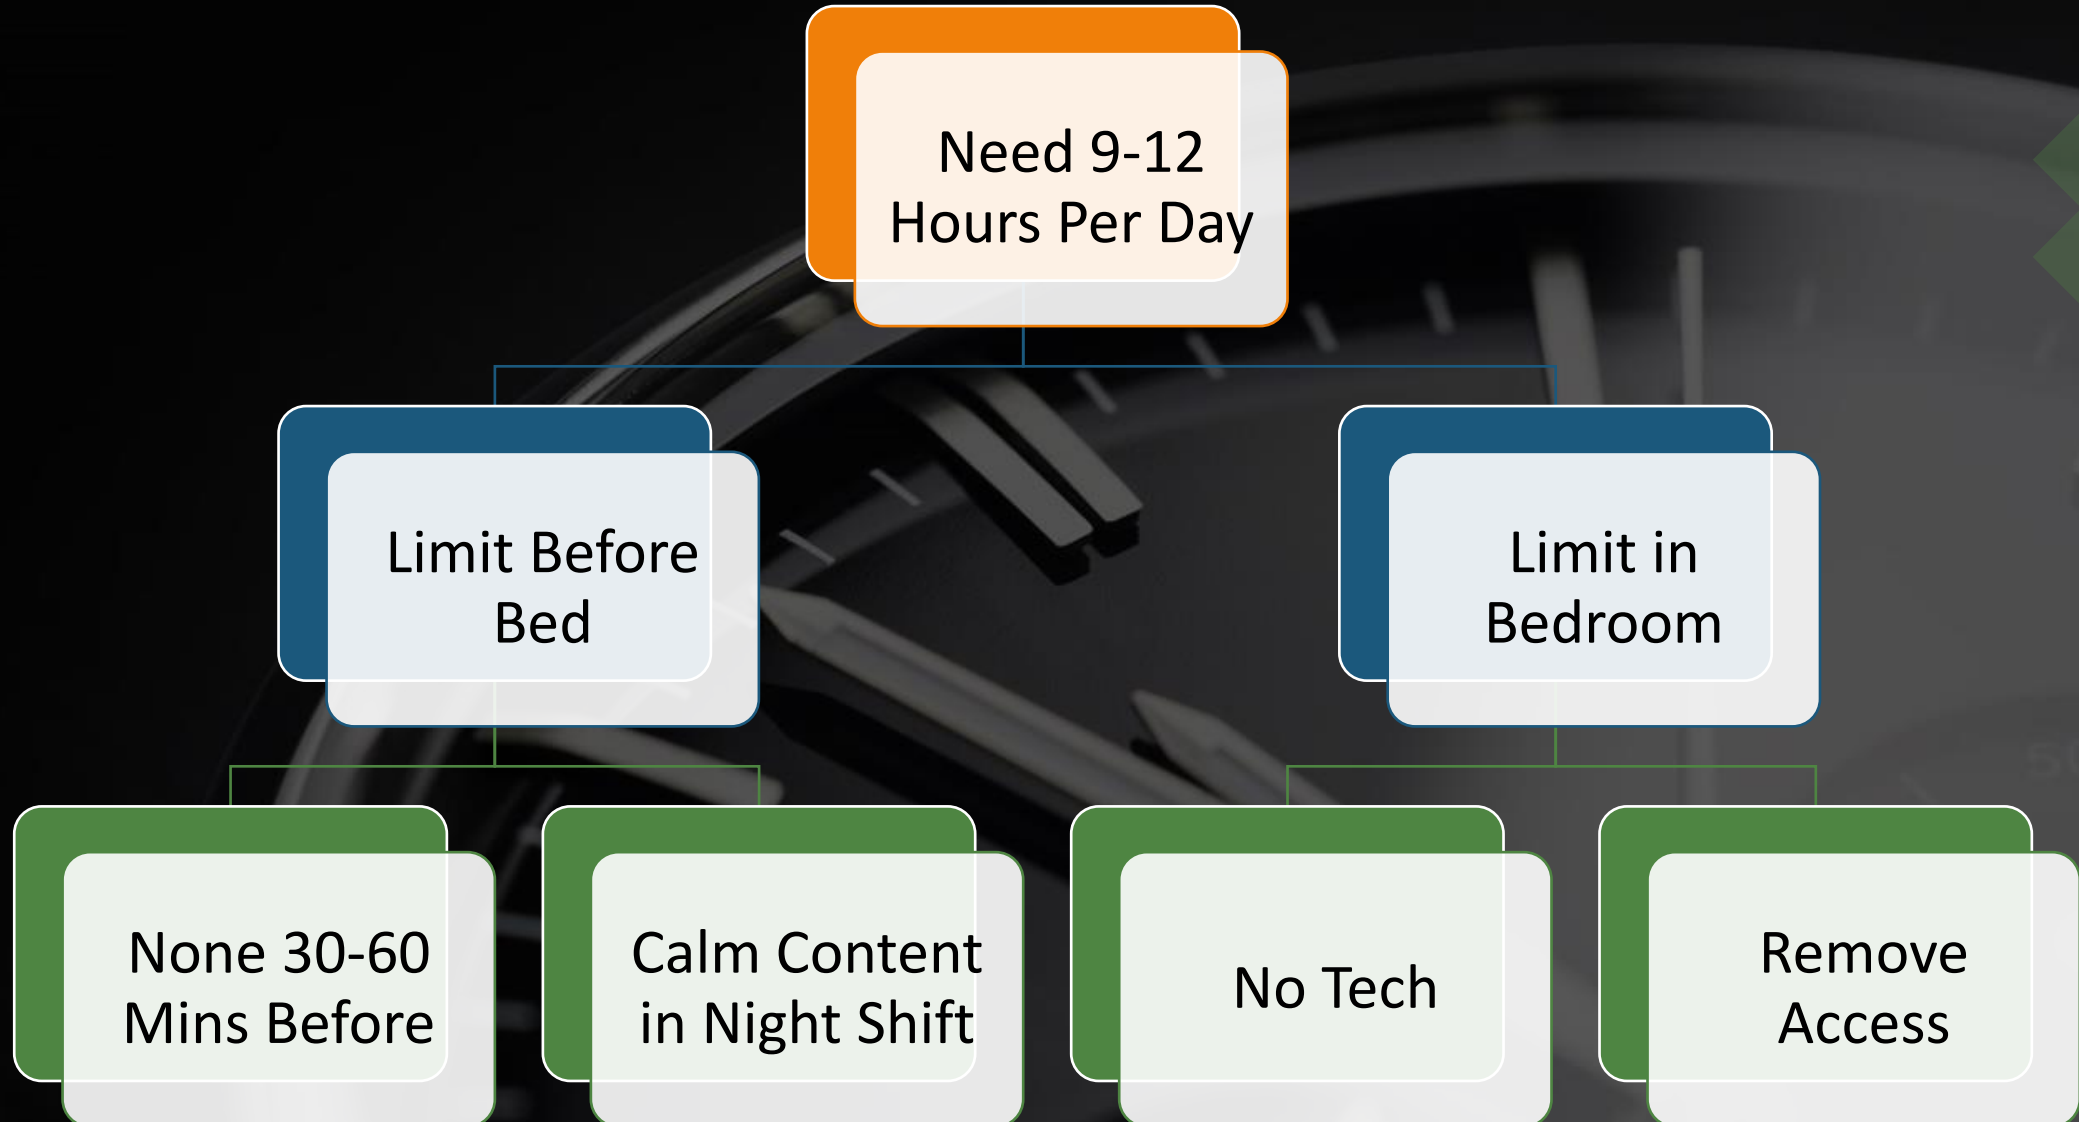 Need 9-12
Hours Per Day
Limit Before
Bed
Limit in
Bedroom
None 30-60
Mins Before
Calm Content
in Night Shift
No Tech
Remove
Access